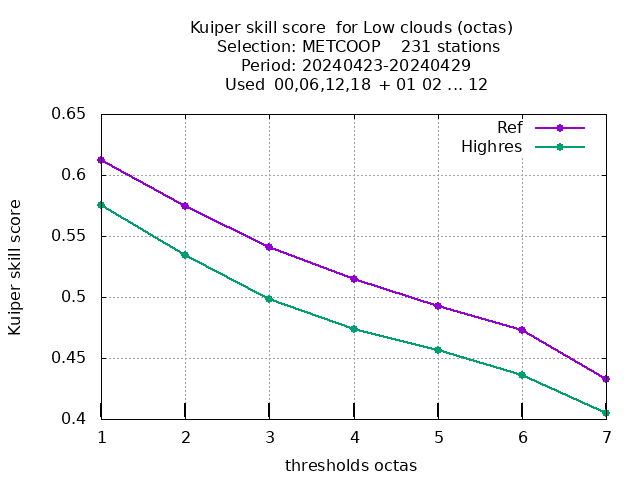 Kuiper skill score  for Low clouds (octas)
Selection: METCOOP    231 stations
Period: 20240423-20240429
Used  00,06,12,18 + 01 02 ... 12
0.65
0.6
0.55
0.5
0.45
0.4
Kuiper skill score
Ref
Highres
1 2 3 4 5 6 7
thresholds octas